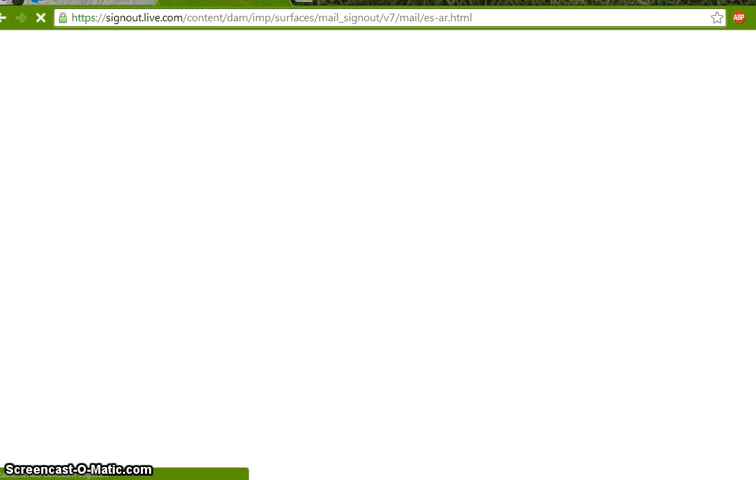 https://signout.live.com/content/dam/imp/surfaces/mail_signout/v7/mail/es-ar.html
ABP
Screencast-O-Matic.com